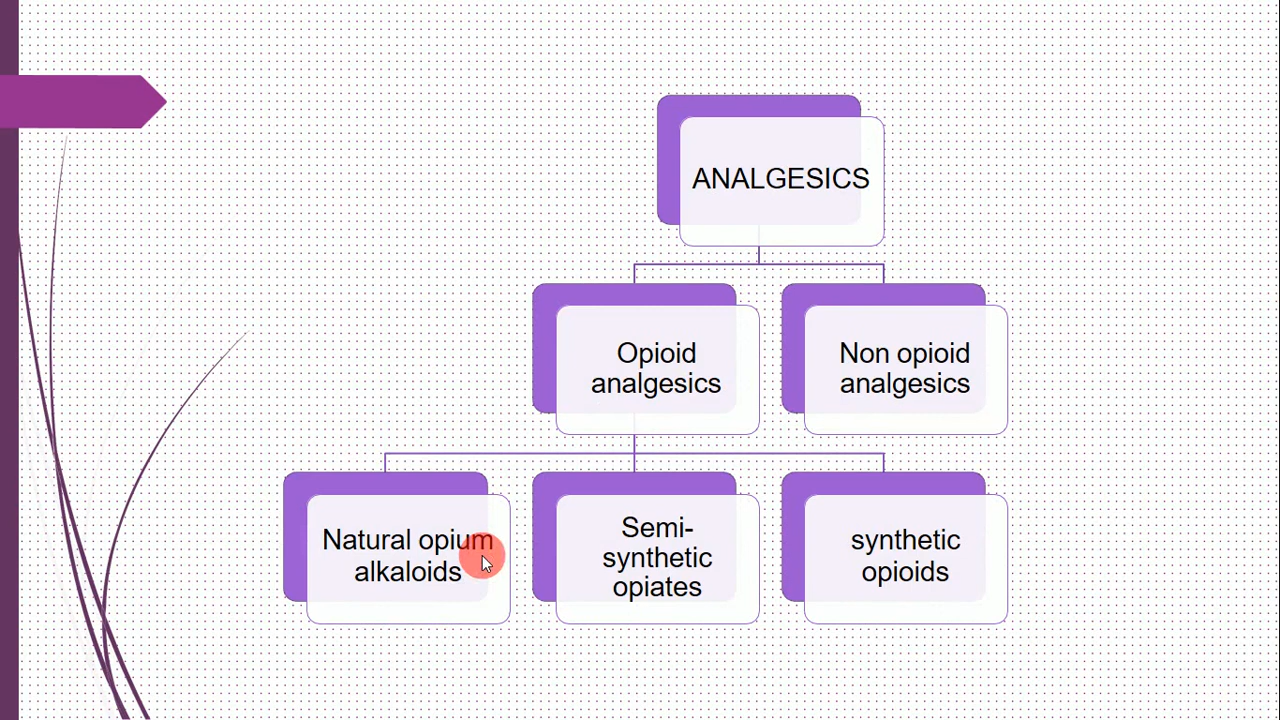 ANALGESICS
Opioid
analgesics
Non opioid
analgesics
Natural opium
alkaloids
Semi-
synthetic
opiates
synthetic
opioids